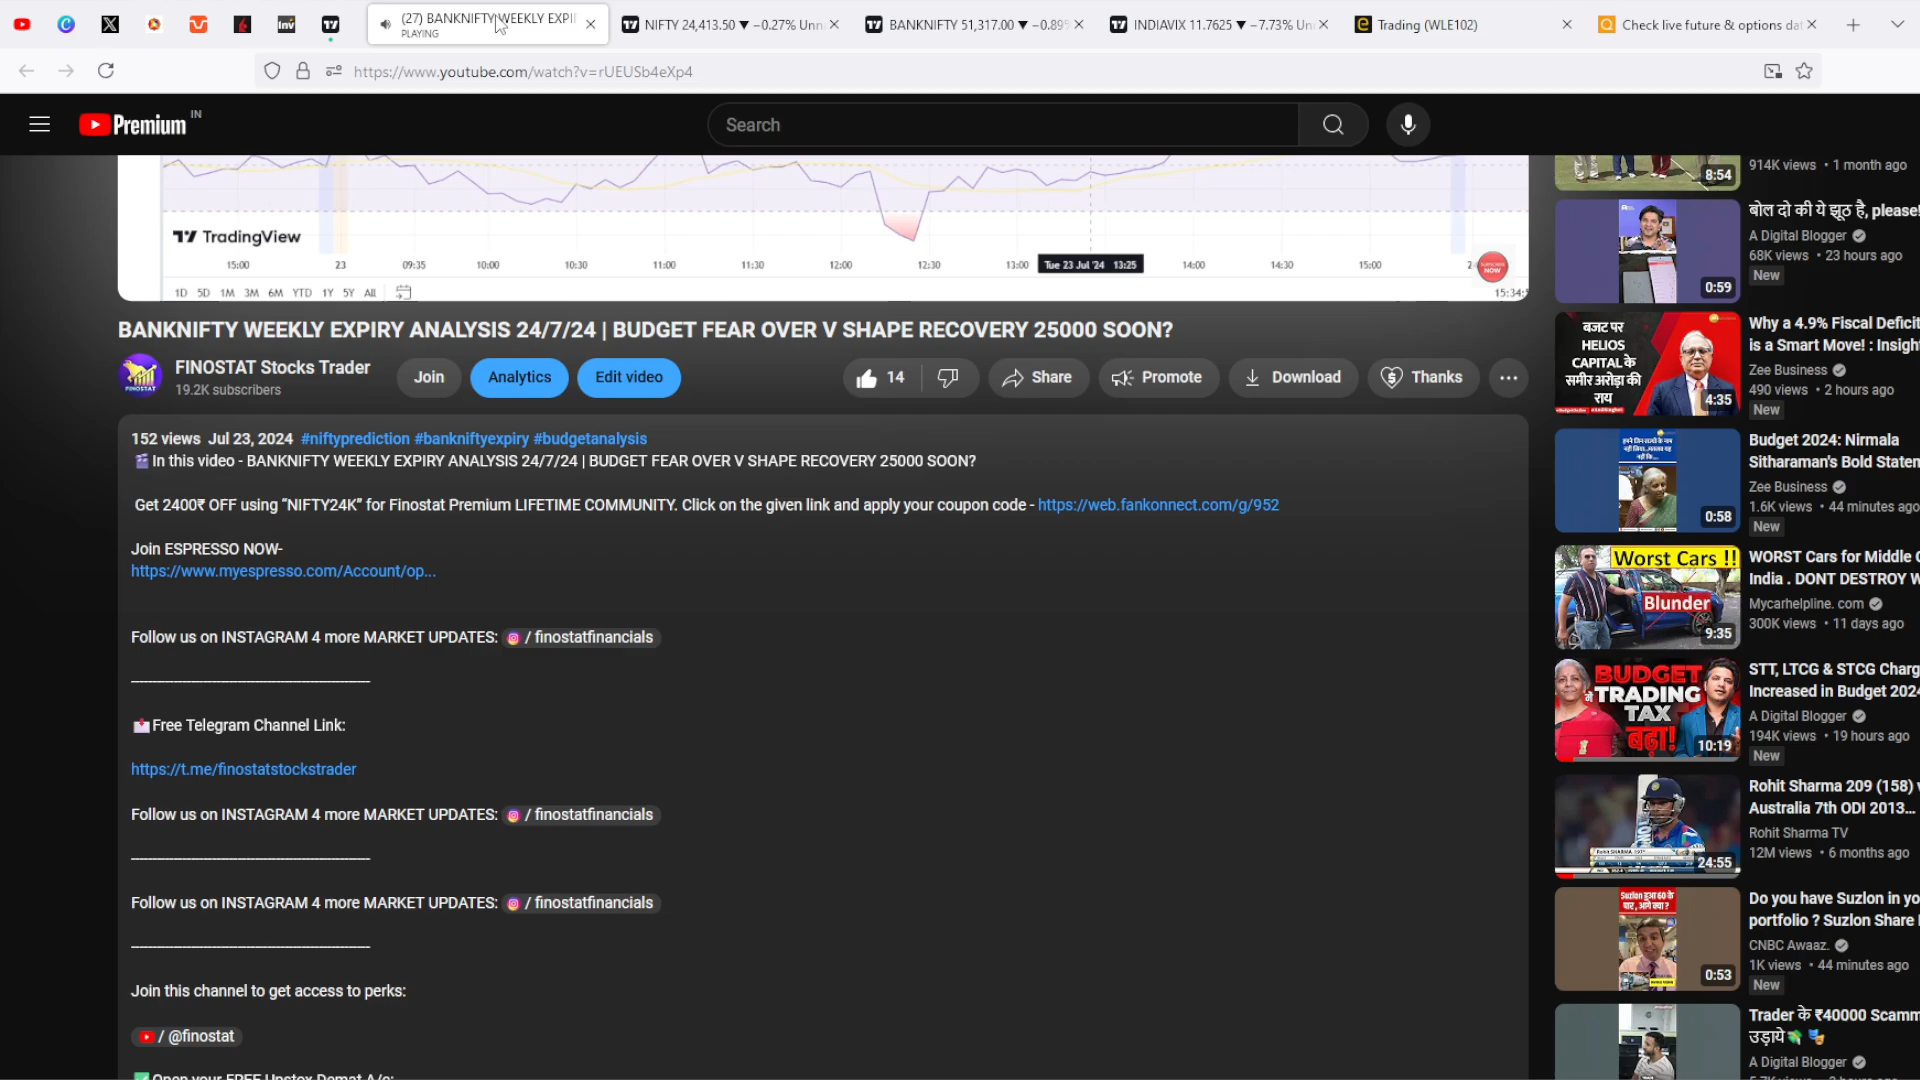 (27) BANKNIFTY WEEKLY EXPI
PLAYING
NIFTY 24,413.50 ▼ −0.27% Unn
BANKNIFTY 51,317.00 ▼ −0.89%
INDIAVIX 11.7625 ▼ −7.73% Un
Trading (WLE102)
Check live future & options dat
https://www.youtube.com/watch?v=rUEUSb4eXp4
Premium IN
Search
TradingView
15:00 23 09:35 10:00 10:30 11:00 11:30 12:00 12:30 13:00 Tue 23 Jul '24 13:25 14:00 14:30 15:00
SUBSCRIBE NOW
1D 5D 1M 3M 6M YTD 1Y 5Y All
15:34:
BANKNIFTY WEEKLY EXPIRY ANALYSIS 24/7/24 | BUDGET FEAR OVER V SHAPE RECOVERY 25000 SOON?
FINOSTAT
FINOSTAT Stocks Trader
19.2K subscribers
Join
Analytics
Edit video
14
Share
Promote
Download
Thanks
152 views Jul 23, 2024 #niftyprediction #bankniftyexpiry #budgetanalysis
In this video - BANKNIFTY WEEKLY EXPIRY ANALYSIS 24/7/24 | BUDGET FEAR OVER V SHAPE RECOVERY 25000 SOON?
Get 2400₹ OFF using “NIFTY24K” for Finostat Premium LIFETIME COMMUNITY. Click on the given link and apply your coupon code - https://web.fankonnect.com/g/952
Join ESPRESSO NOW-
https://www.myespresso.com/Account/op...
Follow us on INSTAGRAM 4 more MARKET UPDATES: / finostatfinancials
Free Telegram Channel Link:
https://t.me/finostatstockstrader
Follow us on INSTAGRAM 4 more MARKET UPDATES: / finostatfinancials
Follow us on INSTAGRAM 4 more MARKET UPDATES: / finostatfinancials
Join this channel to get access to perks:
/ @finostat
Open your FREE Upstox Demat A/c:
8:54
914K views • 1 month ago
0:59
बोल दो की ये झूठ है, please!
A Digital Blogger
68K views • 23 hours ago
New
बजट पर
HELIOS
CAPITAL के
समीर अरोड़ा की
राय
4:35
Why a 4.9% Fiscal Deficit
is a Smart Move! : Insigh
Zee Business
490 views • 2 hours ago
New
0:58
Budget 2024: Nirmala
Sitharaman's Bold Staten
Zee Business
1.6K views • 44 minutes ago
New
Worst Cars !!
Blunder
9:35
WORST Cars for Middle C
India . DONT DESTROY W
Mycarhelpline. com
300K views • 11 days ago
BUDGET
में TRADING
TAX
बढ़ा!
10:19
STT, LTCG & STCG Charg
Increased in Budget 2024
A Digital Blogger
194K views • 19 hours ago
New
24:55
Rohit Sharma 209 (158) v
Australia 7th ODI 2013...
Rohit Sharma TV
12M views • 6 months ago
Suzlon हुआ 60 के
पार, आगे क्या ?
0:53
Do you have Suzlon in yo
portfolio ? Suzlon Share
CNBC Awaaz.
1K views • 44 minutes ago
New
Trader के ₹40000 Scamm
उड़ाये
A Digital Blogger